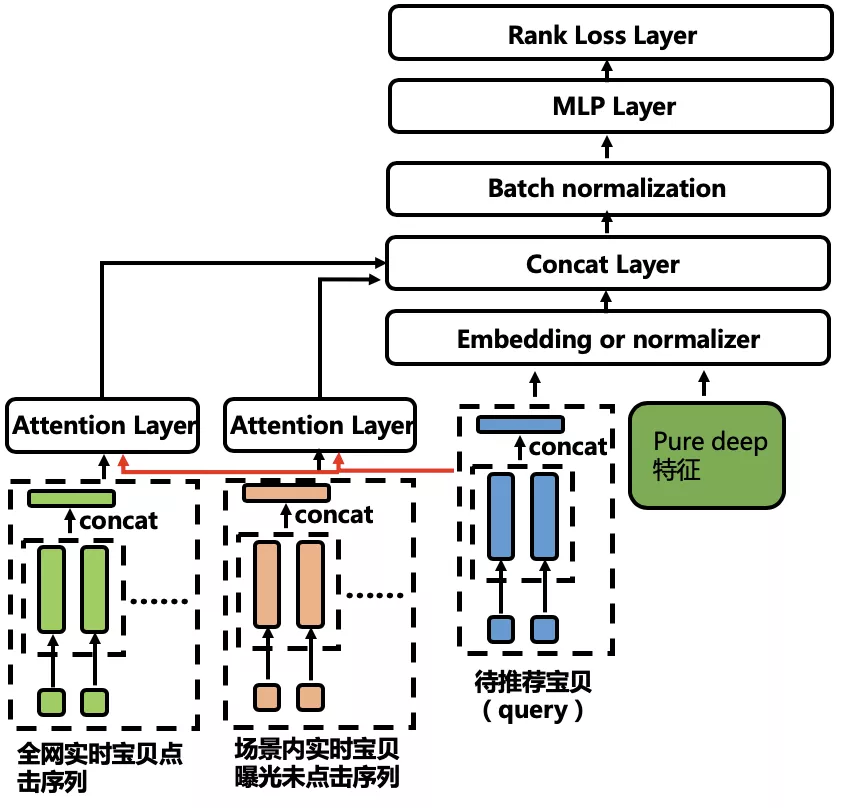 Rank Loss Layer
MLP Layer
Batch normalization
Concat Layer
Embedding or normalizer
Attention Layer
Attention Layer
concat
Pure deep
特征
concat
concat
......
......
待推荐宝贝
（query）
全网实时宝贝点
击序列
场景内实时宝贝
曝光未点击序列